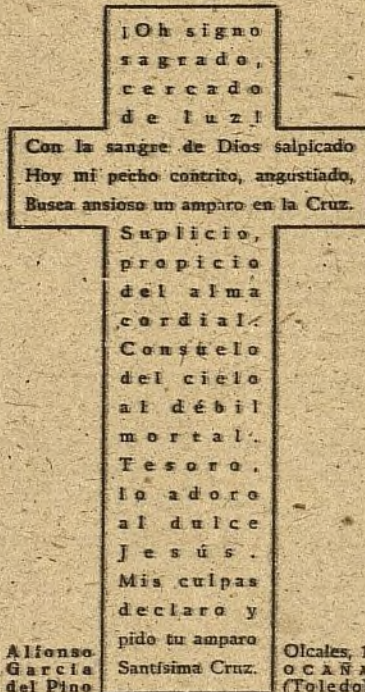 ¡Oh signo
sagrado,
cercado
de luz!
Con la sangre de Dios salpicado
Hoy mi pecho contrito, angustiado,
Busca ansioso un amparo en la Cruz.
Suplicio,
propicio
del alma
cordial.
Consuelo
del cielo
al débil
mortal.
Tesoro,
lo adoro
al dulce
Jesús.
Mis culpas
declaro y
pido tu amparo
Santísima Cruz.
Alfonso
García
del Pino
Olcales, 1
OCAÑA
(Toledo